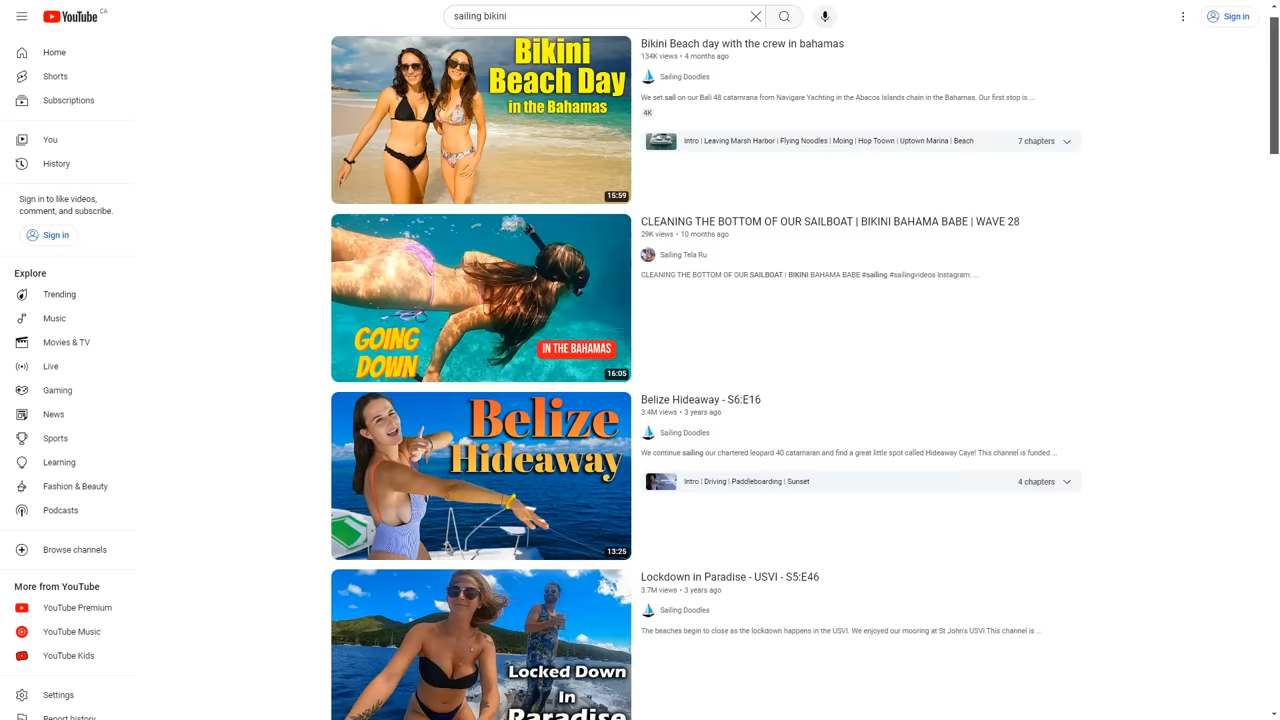 YouTube CA
sailing bikini
Sign in
Home
Shorts
Subscriptions
You
History
Sign in to like videos,
comment, and subscribe.
Sign in
Explore
Trending
Music
Movies & TV
Live
Gaming
News
Sports
Learning
Fashion & Beauty
Podcasts
Browse channels
More from YouTube
YouTube Premium
YouTube Music
YouTube Kids
Settings
Report history
Bikini
Beach Day
in the Bahamas
15:59
Bikini Beach day with the crew in bahamas
134K views • 4 months ago
Sailing Doodles
We set sail on our Bali 48 catamrana from Navigare Yachting in the Abacos Islands chain in the Bahamas. Our first stop is ...
4K
Intro | Leaving Marsh Harbor | Flying Noodles | Moing | Hop Toown | Uptown Marina | Beach
7 chapters
GOING
DOWN
IN THE BAHAMAS
16:05
CLEANING THE BOTTOM OF OUR SAILBOAT | BIKINI BAHAMA BABE | WAVE 28
29K views • 10 months ago
Sailing Tela Ru
CLEANING THE BOTTOM OF OUR SAILBOAT | BIKINI BAHAMA BABE #sailing #sailingvideos Instagram: ...
Belize
Hideaway
13:25
Belize Hideaway - S6:E16
3.4M views • 3 years ago
Sailing Doodles
We continue sailing our chartered leopard 40 catamaran and find a great little spot called Hideaway Caye! This channel is funded ...
Intro | Driving | Paddleboarding | Sunset
4 chapters
Locked Down
In
Paradise
Lockdown in Paradise - USVI - S5:E46
3.7M views • 3 years ago
Sailing Doodles
The beaches begin to close as the lockdown happens in the USVI. We enjoyed our mooring at St John's USVI This channel is ...